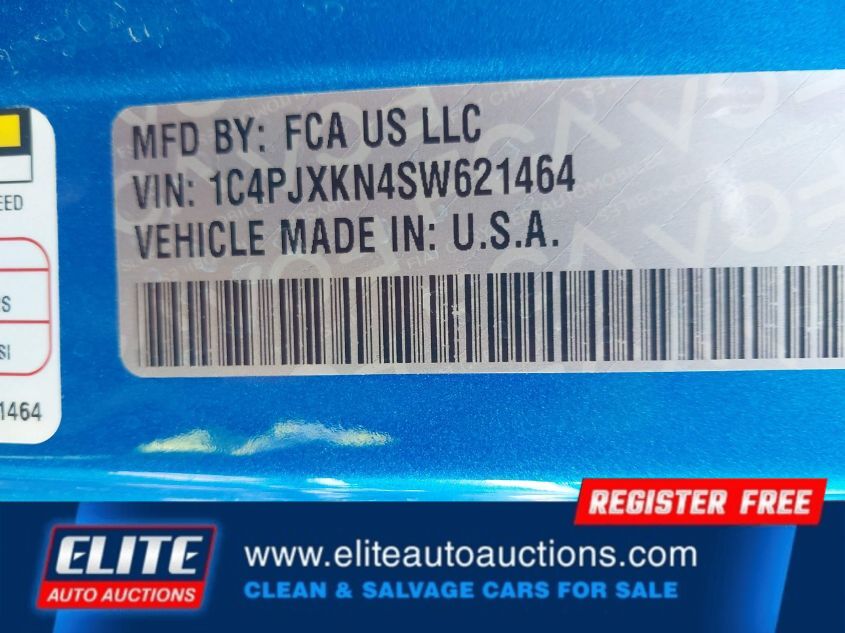 MFD BY: FCA US LLC
VIN: 1C4PJXKN4SW621464
VEHICLE MADE IN: U.S.A.
EED
RS
SI
1464
REGISTER FREE
ELITE
AUTO AUCTIONS
www.eliteautoauctions.com
CLEAN & SALVAGE CARS FOR SALE